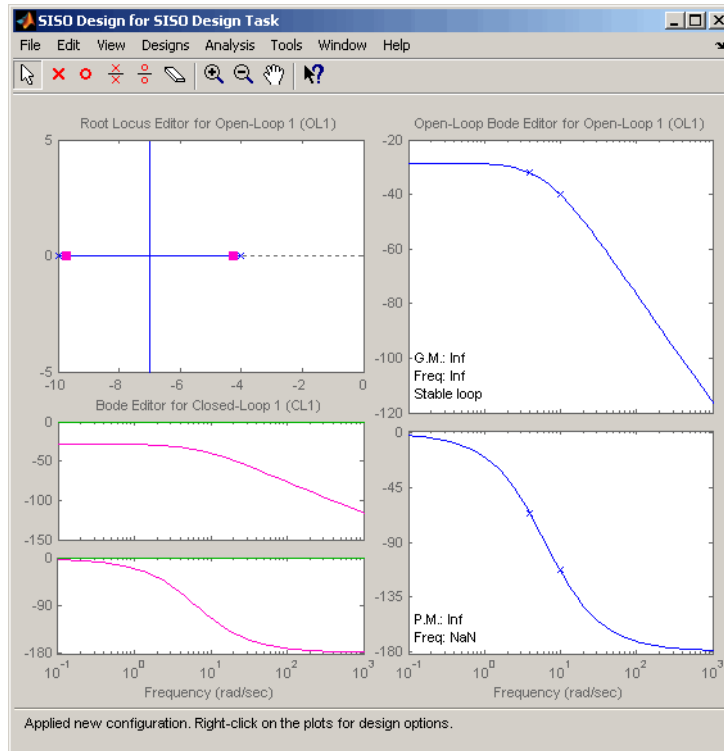 SISO Design for SISO Design Task
File Edit View Designs Analysis Tools Window Help
Root Locus Editor for Open-Loop 1 (OL1)
5
0
-5
-10 -8 -6 -4 -2 0
Bode Editor for Closed-Loop 1 (CL1)
0
-50
-100
-150
0
-90
-180
10^-1 10^0 10^1 10^2 10^3
Frequency (rad/sec)
Open-Loop Bode Editor for Open-Loop 1 (OL1)
-20
-40
-60
-80
-100
-120
G.M.: Inf
Freq: Inf
Stable loop
0
-45
-90
-135
-180
P.M.: Inf
Freq: NaN
10^-1 10^0 10^1 10^2 10^3
Frequency (rad/sec)
Applied new configuration. Right-click on the plots for design options.